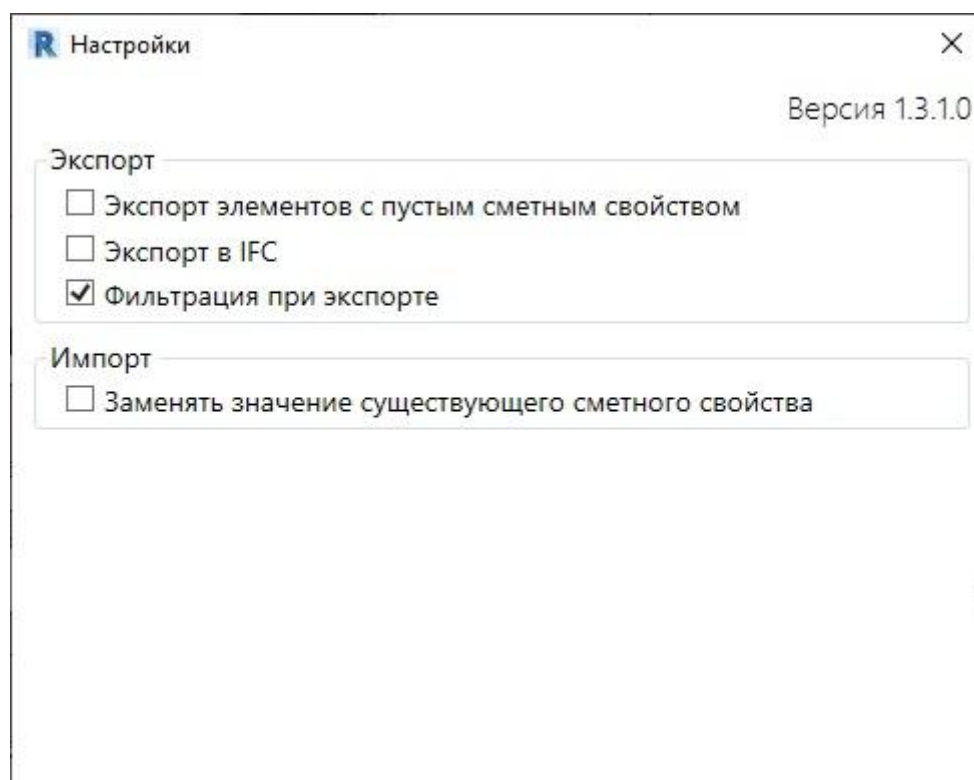 R Настройки
Версия 1.3.1.0
Экспорт
Экспорт элементов с пустым сметным свойством
Экспорт в IFC
Фильтрация при экспорте
Импорт
Заменять значение существующего сметного свойства